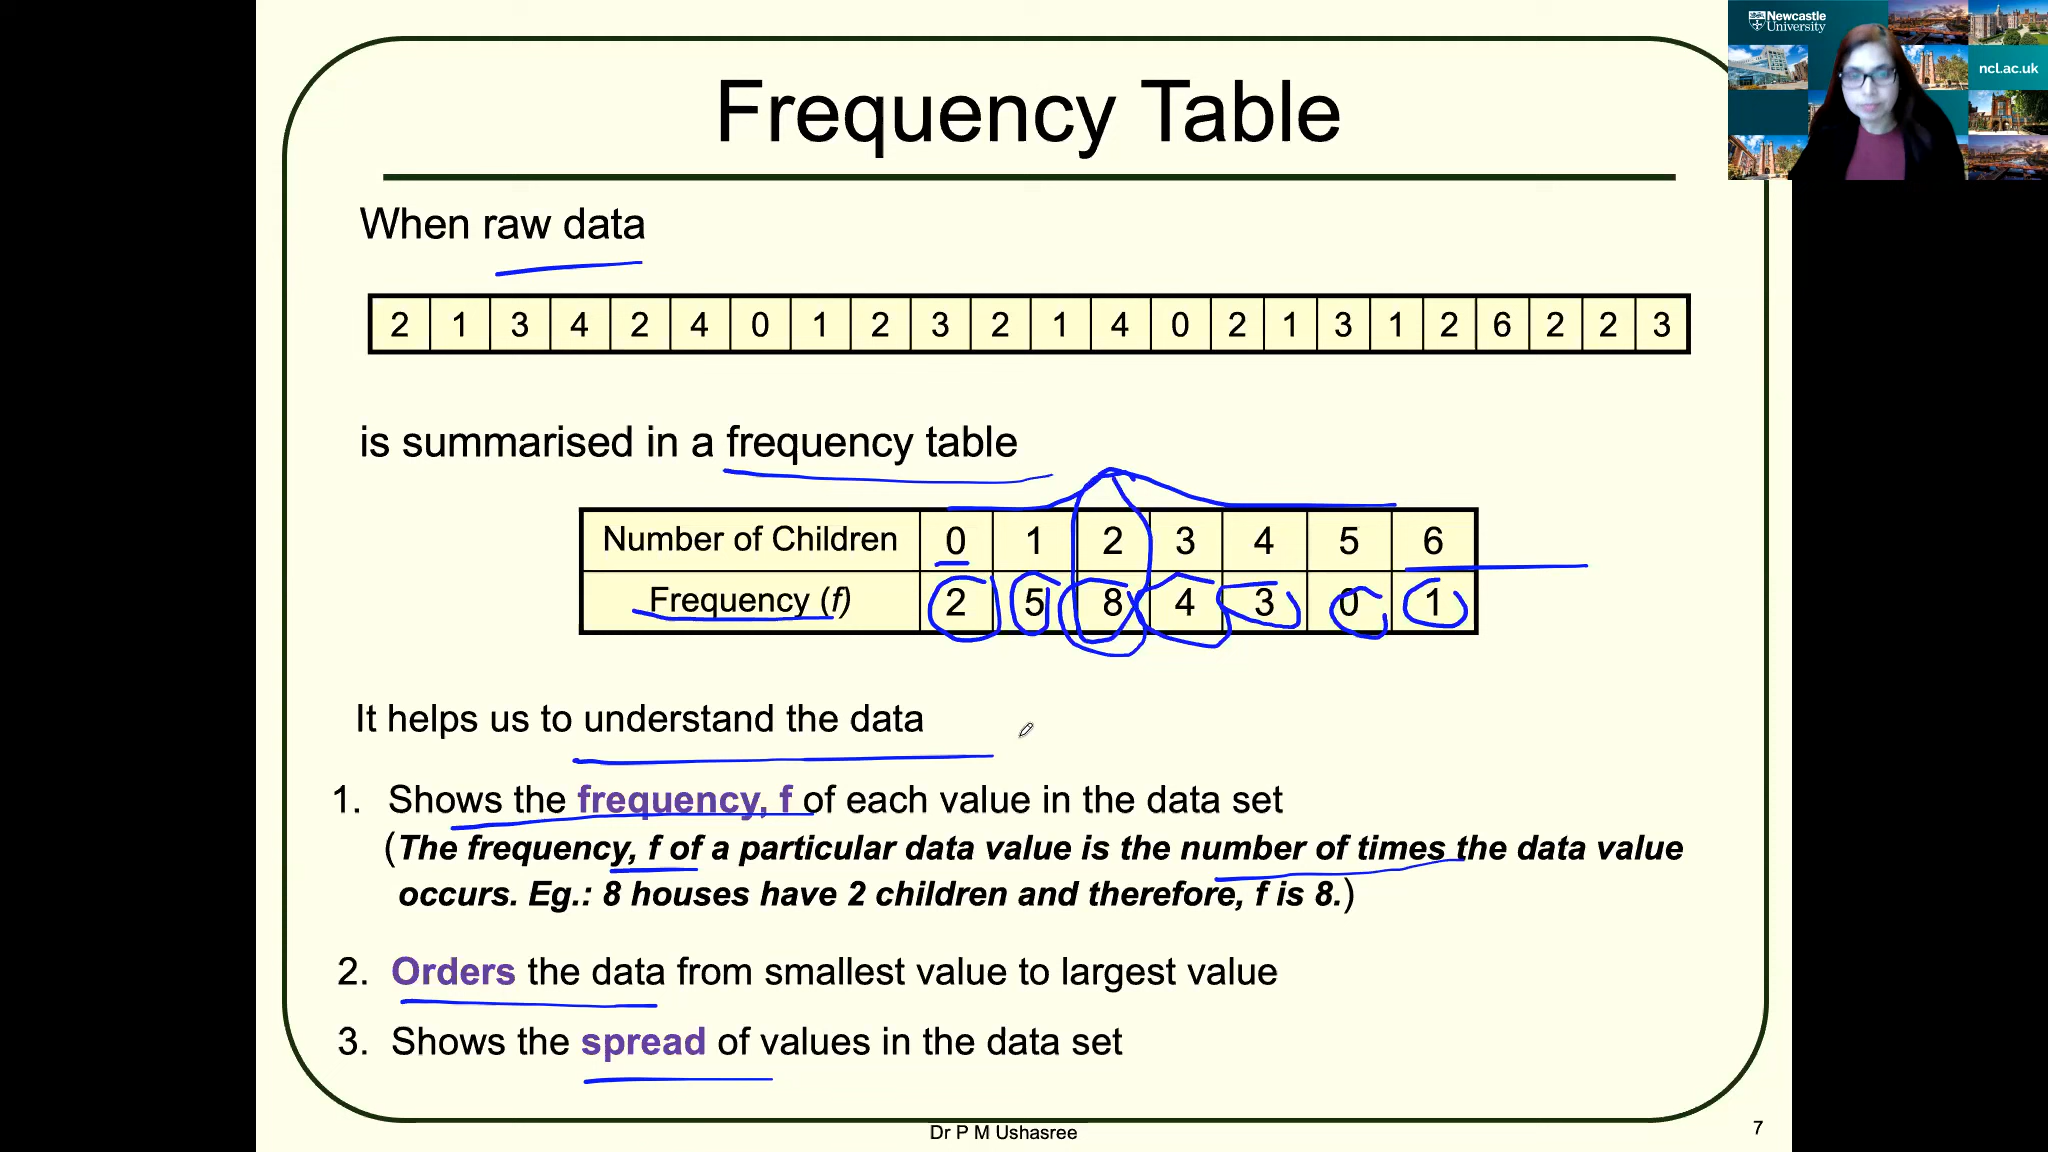 Newcastle
University
ncl.ac.uk
Frequency Table
When raw data
2 1 3 4 2 4 0 1 2 3 2 1 4 0 2 1 3 1 2 6 2 2 3
is summarised in a frequency table
Number of Children 0 1 2 3 4 5 6
Frequency (f) 2 5 8 4 3 0 1
It helps us to understand the data
1. Shows the frequency, f of each value in the data set
(The frequency, f of a particular data value is the number of times the data value
occurs. Eg.: 8 houses have 2 children and therefore, f is 8.)
2. Orders the data from smallest value to largest value
3. Shows the spread of values in the data set
Dr P M Ushasree
7